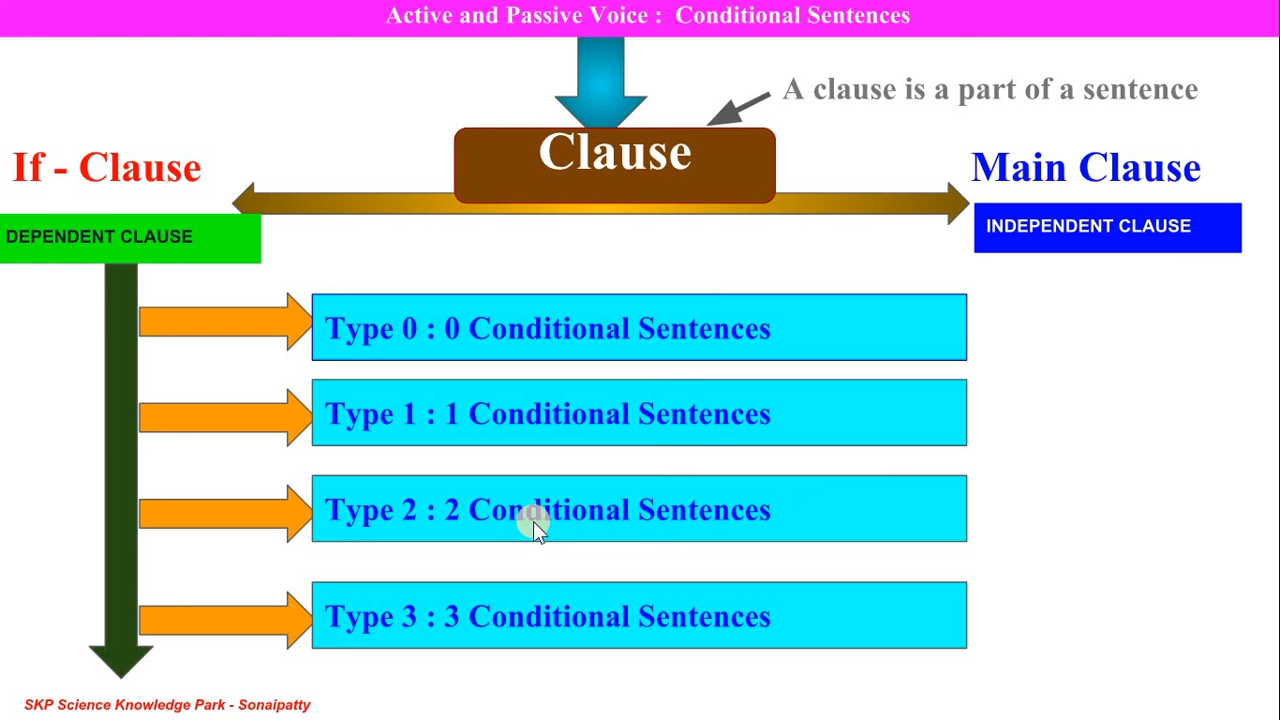 Active and Passive Voice : Conditional Sentences
A clause is a part of a sentence
Clause
If - Clause
Main Clause
DEPENDENT CLAUSE
INDEPENDENT CLAUSE
Type 0 : 0 Conditional Sentences
Type 1 : 1 Conditional Sentences
Type 2 : 2 Conditional Sentences
Type 3 : 3 Conditional Sentences
SKP Science Knowledge Park - Sonaipatty